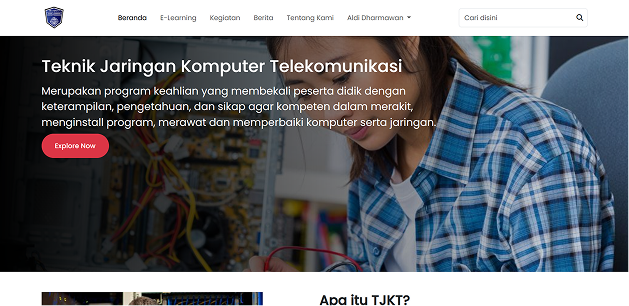 Beranda E-Learning Kegiatan Berita Tentang Kami Aldi Dharmawan Cari disini
Teknik Jaringan Komputer Telekomunikasi
Merupakan program keahlian yang membekali peserta didik dengan
keterampilan, pengetahuan, dan sikap agar kompeten dalam merakit,
menginstall program, merawat dan memperbaiki komputer serta jaringan.
Explore Now
Apa itu TJKT?